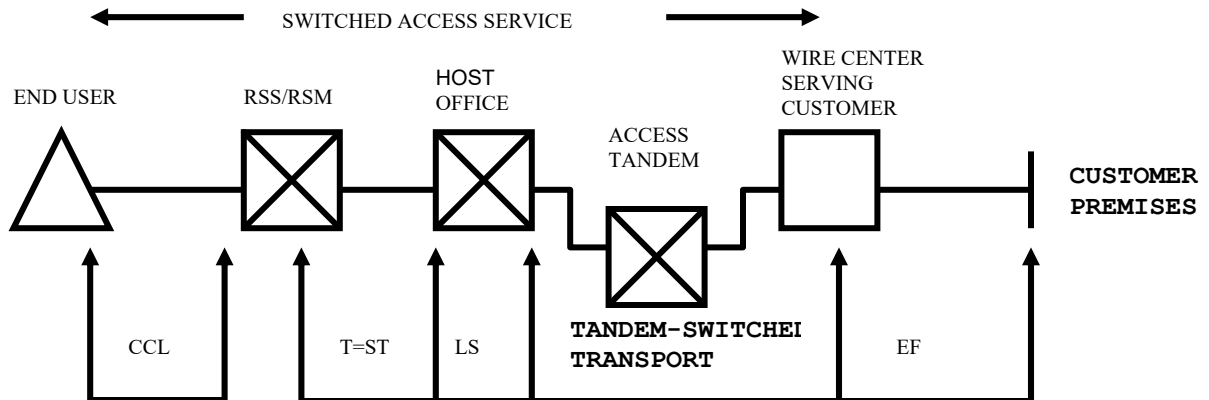 SWITCHED ACCESS SERVICE
WIRE CENTER
SERVING
CUSTOMER
HOST
OFFICE
END USER
RSS/RSM
ACCESS
TANDEM
CUSTOMER
PREMISES
TANDEM-SWITCHE
TRANSPORT
CCL
T=ST
LS
EF